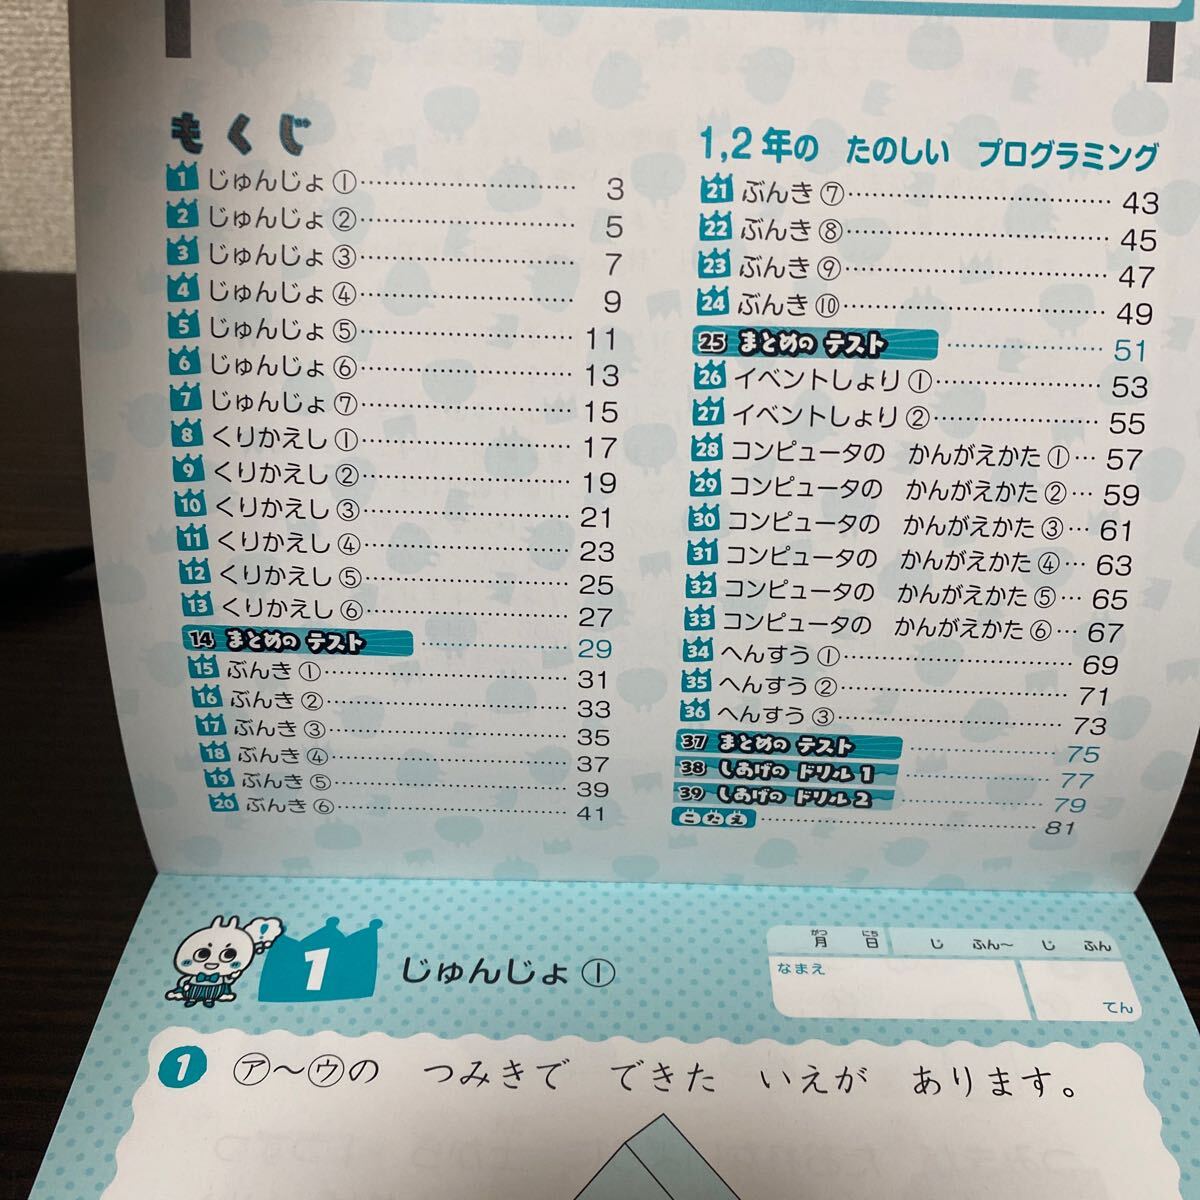 もくじ
1 じゅんじょ① 3
2 じゅんじょ② 5
3 じゅんじょ③ 7
4 じゅんじょ④ 9
5 じゅんじょ⑤ 11
6 じゅんじょ⑥ 13
7 じゅんじょ⑦ 15
8 くりかえし① 17
9 くりかえし② 19
10 くりかえし③ 21
11 くりかえし④ 23
12 くりかえし⑤ 25
13 くりかえし⑥ 27
14 まとめの テスト 29
15 ぶんき① 31
16 ぶんき② 33
17 ぶんき③ 35
18 ぶんき④ 37
19 ぶんき⑤ 39
20 ぶんき⑥ 41
1,2年の たのしい プログラミング
21 ぶんき⑦ 43
22 ぶんき⑧ 45
23 ぶんき⑨ 47
24 ぶんき⑩ 49
25 まとめの テスト 51
26 イベントしょり① 53
27 イベントしょり② 55
28 コンピュータの かんがえかた① 57
29 コンピュータの かんがえかた② 59
30 コンピュータの かんがえかた③ 61
31 コンピュータの かんがえかた④ 63
32 コンピュータの かんがえかた⑤ 65
33 コンピュータの かんがえかた⑥ 67
34 へんすう① 69
35 へんすう② 71
36 へんすう③ 73
37 まとめの テスト 75
38 しあげの ドリル1 77
39 しあげの ドリル2 79
こたえ 81
!
1 じゅんじょ①
がつ にち
月 日 じ ふん〜 じ ふん
なまえ
てん
1 ㋐〜㋒の つみきで できた いえが あります。